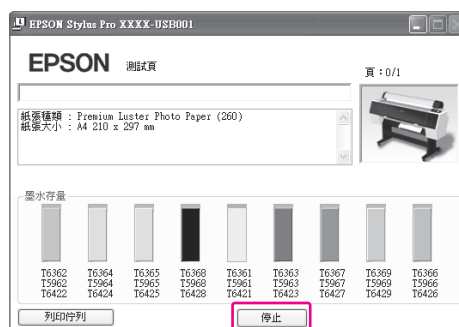 EPSON Stylus Pro XXXX-USB001
EPSON 測試頁
頁：0/1
紙張種類 : Premium Luster Photo Paper (260)
紙張大小 : A4 210 x 297 mm
墨水存量
T6362 T6364 T6365 T6368 T6361 T6363 T6367 T6369 T6366
T5962 T5964 T5965 T5968 T5961 T5963 T5967 T5969 T5966
T6422 T6424 T6425 T6428 T6421 T6423 T6427 T6429 T6426
列印佇列 停止